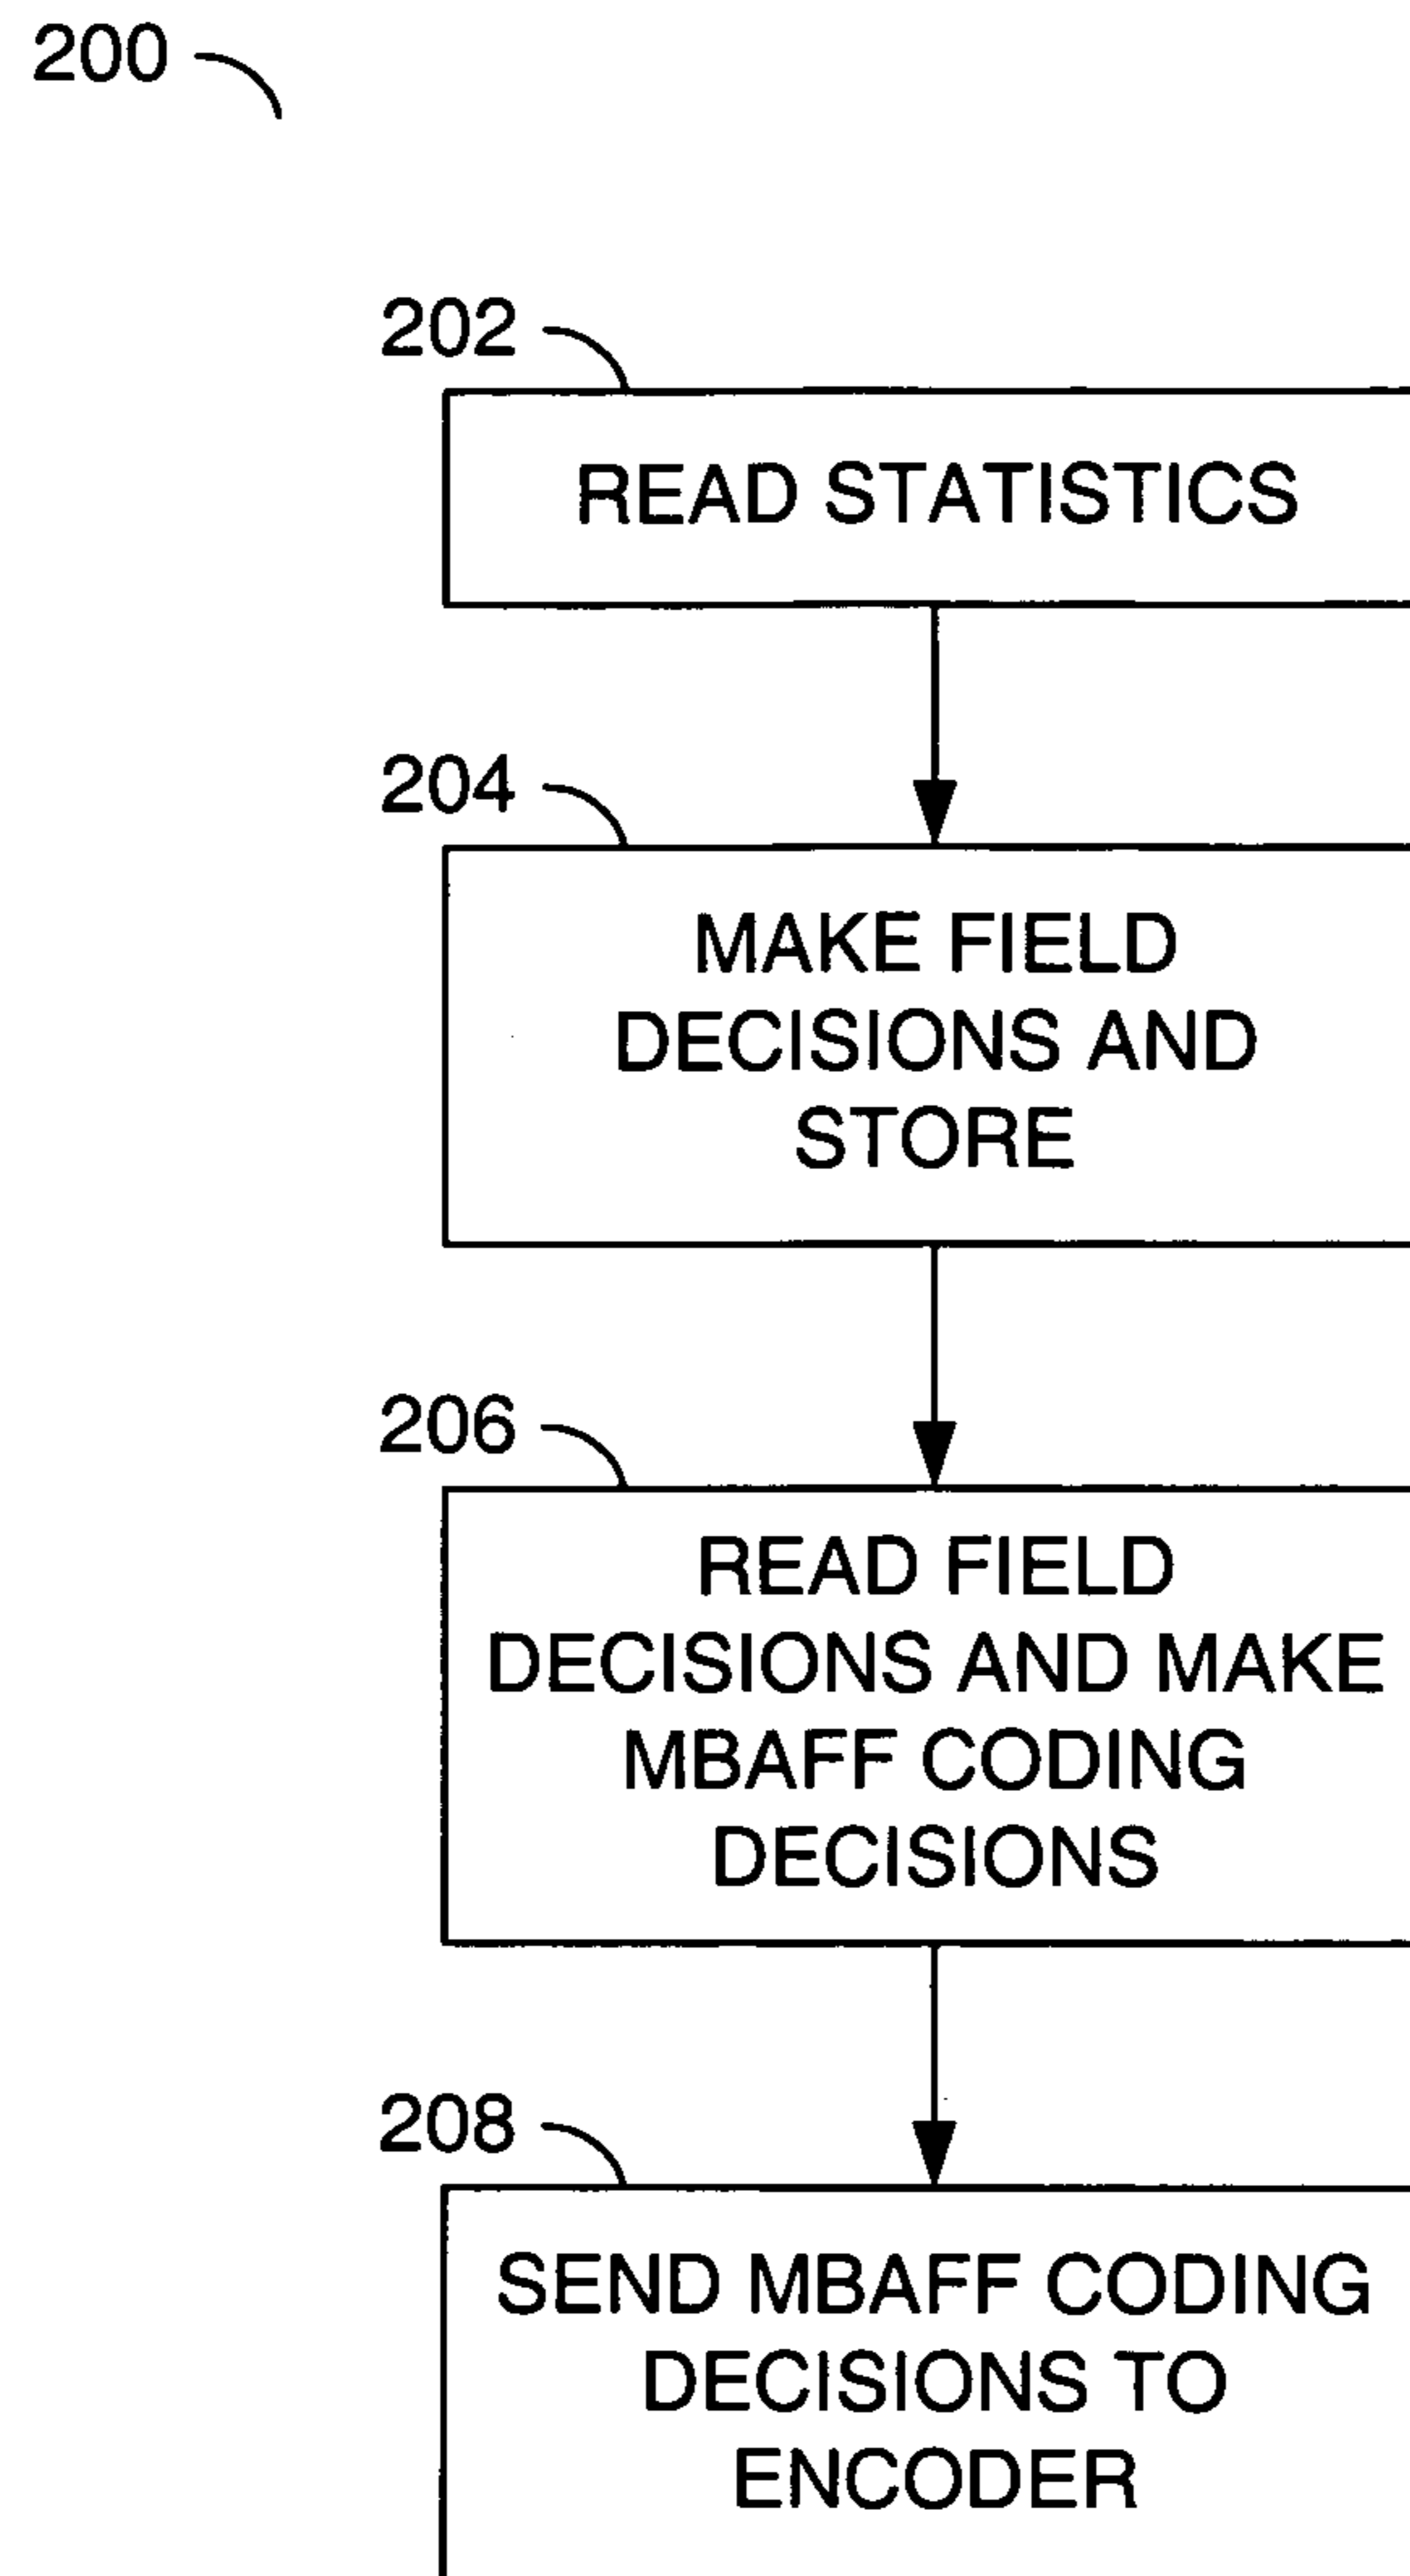 200
202
READ STATISTICS
204
MAKE FIELD
DECISIONS AND
STORE
206
READ FIELD
DECISIONS AND MAKE
MBAFF CODING
DECISIONS
208
SEND MBAFF CODING
DECISIONS TO
ENCODER